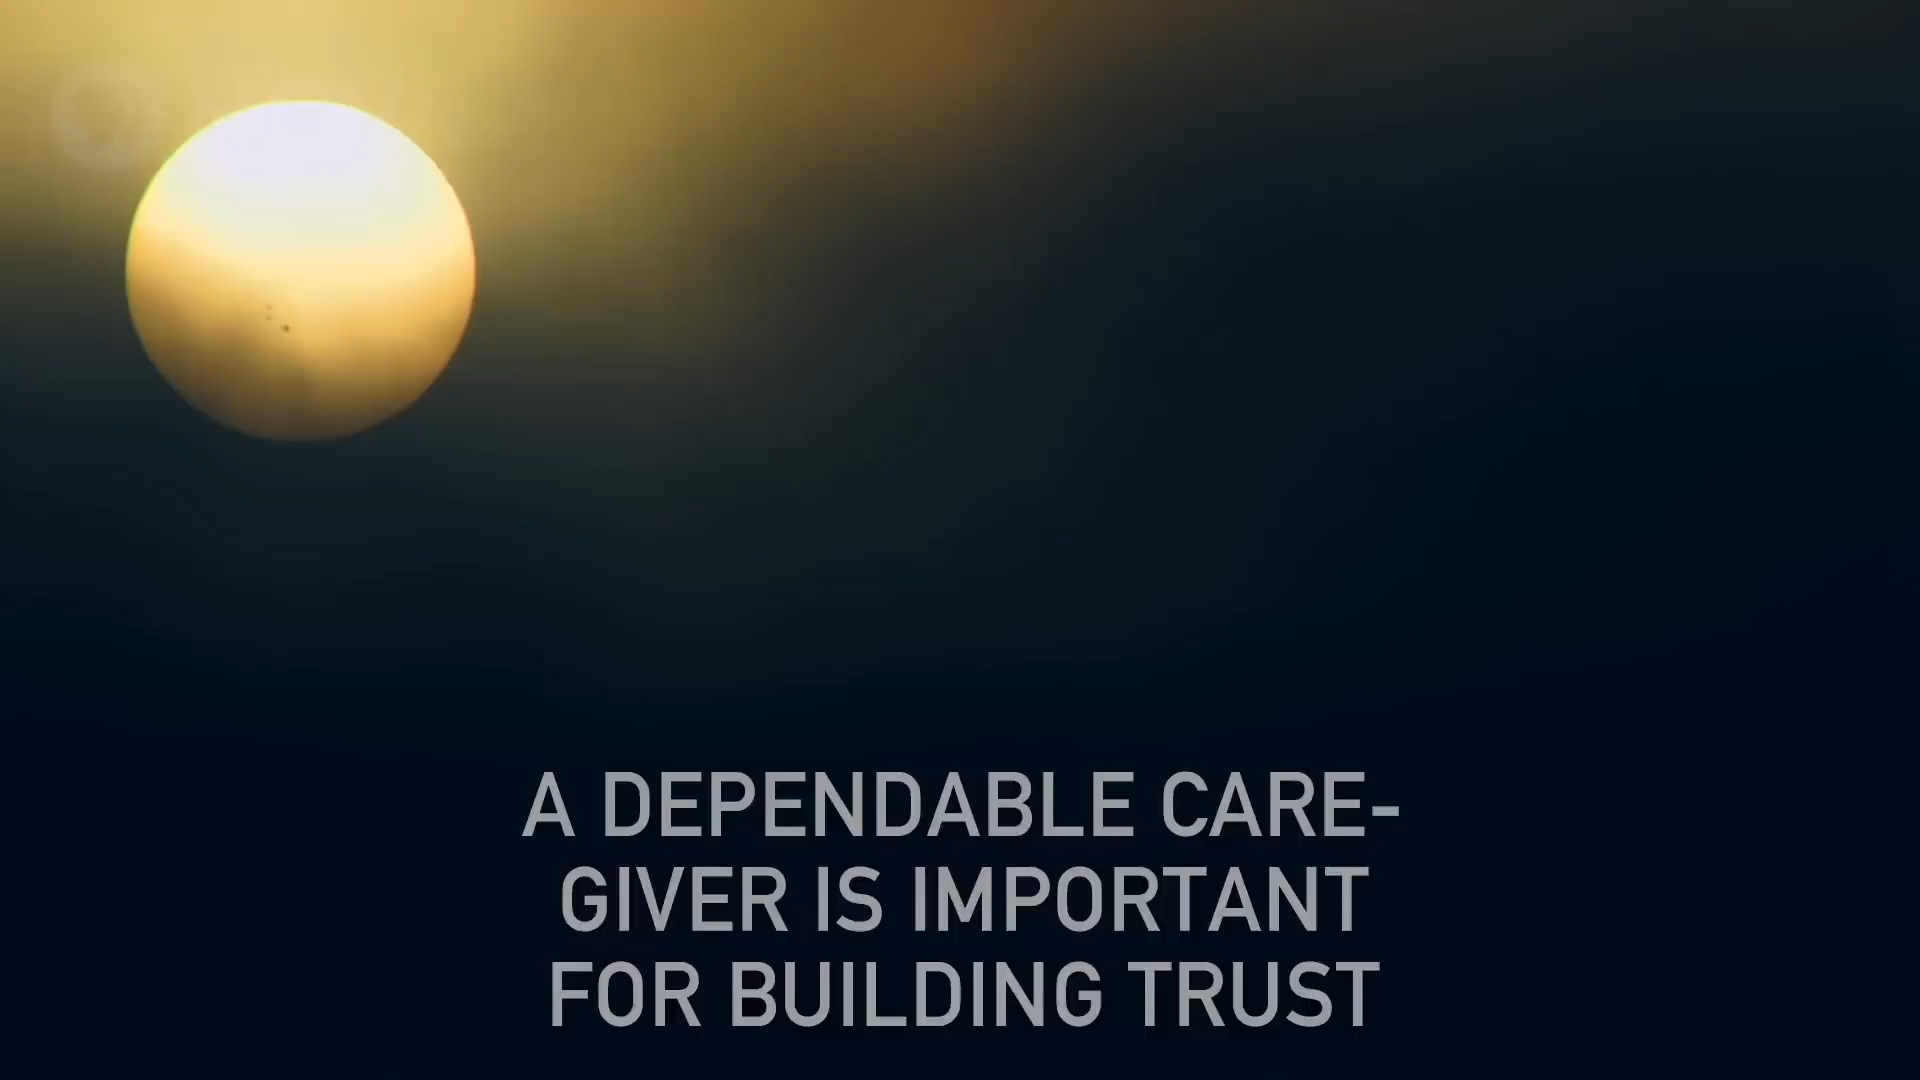 A DEPENDABLE CARE-
GIVER IS IMPORTANT
FOR BUILDING TRUST